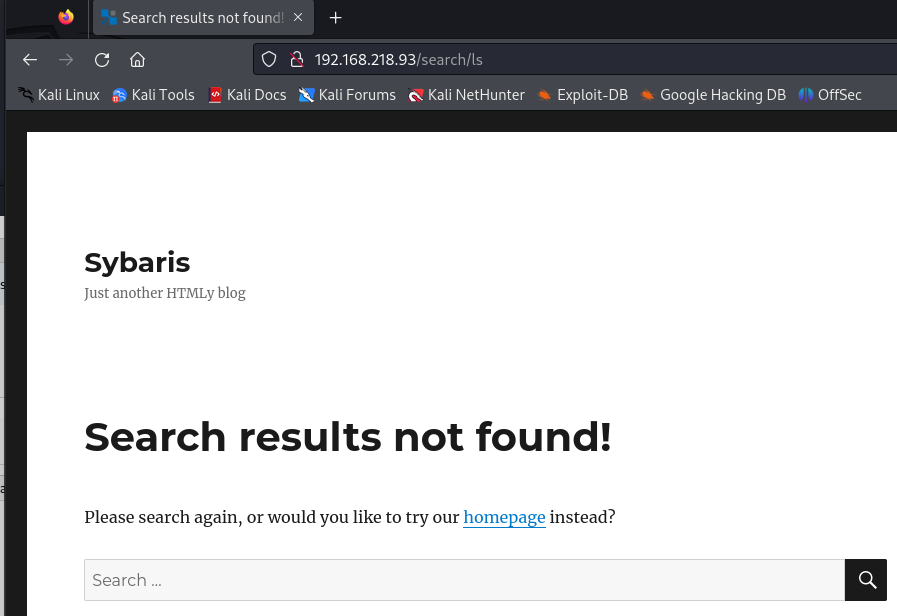 Search results not found!
192.168.218.93/search/ls
Kali Linux Kali Tools Kali Docs Kali Forums Kali NetHunter Exploit-DB Google Hacking DB OffSec
Sybaris
Just another HTMLy blog
Search results not found!
Please search again, or would you like to try our homepage instead?
Search …